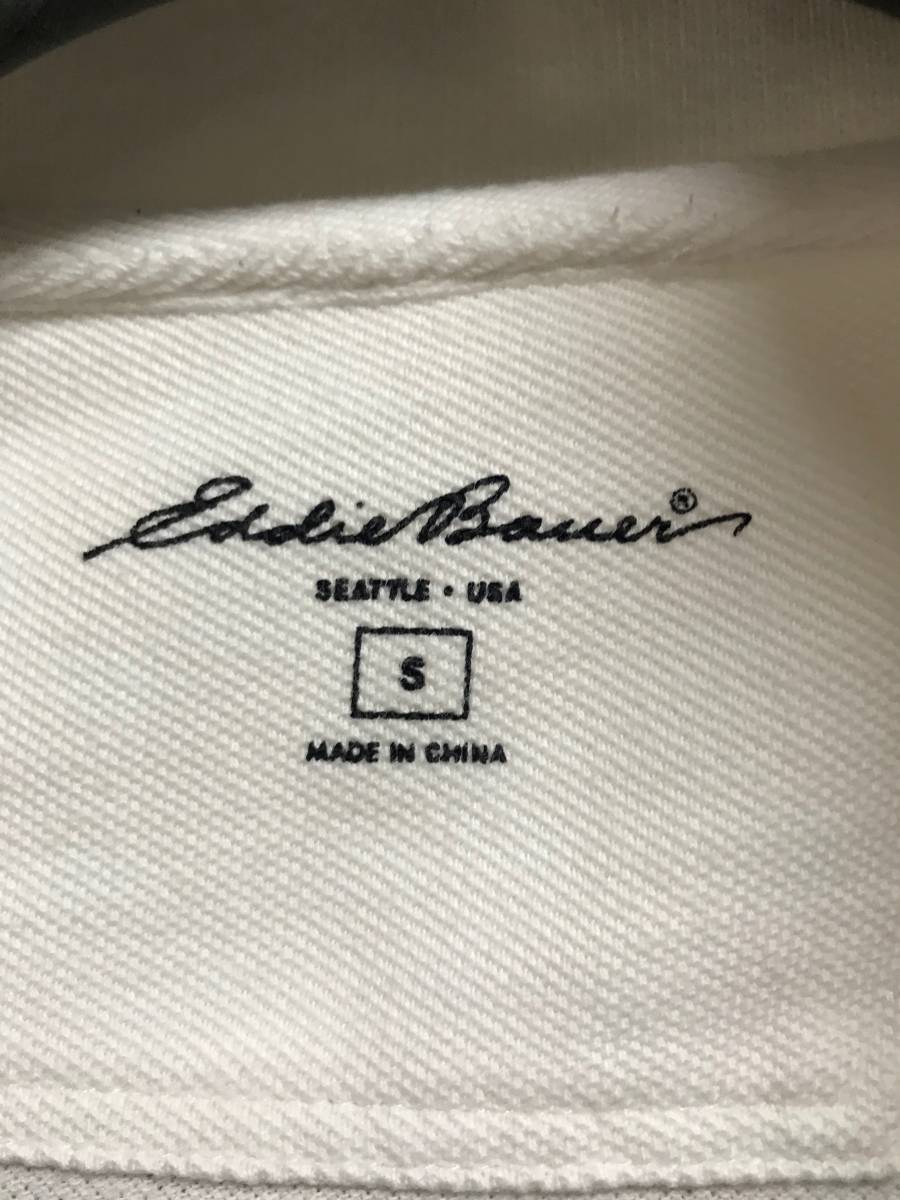 Eddie Bauer®
SEATTLE • USA
S
MADE IN CHINA